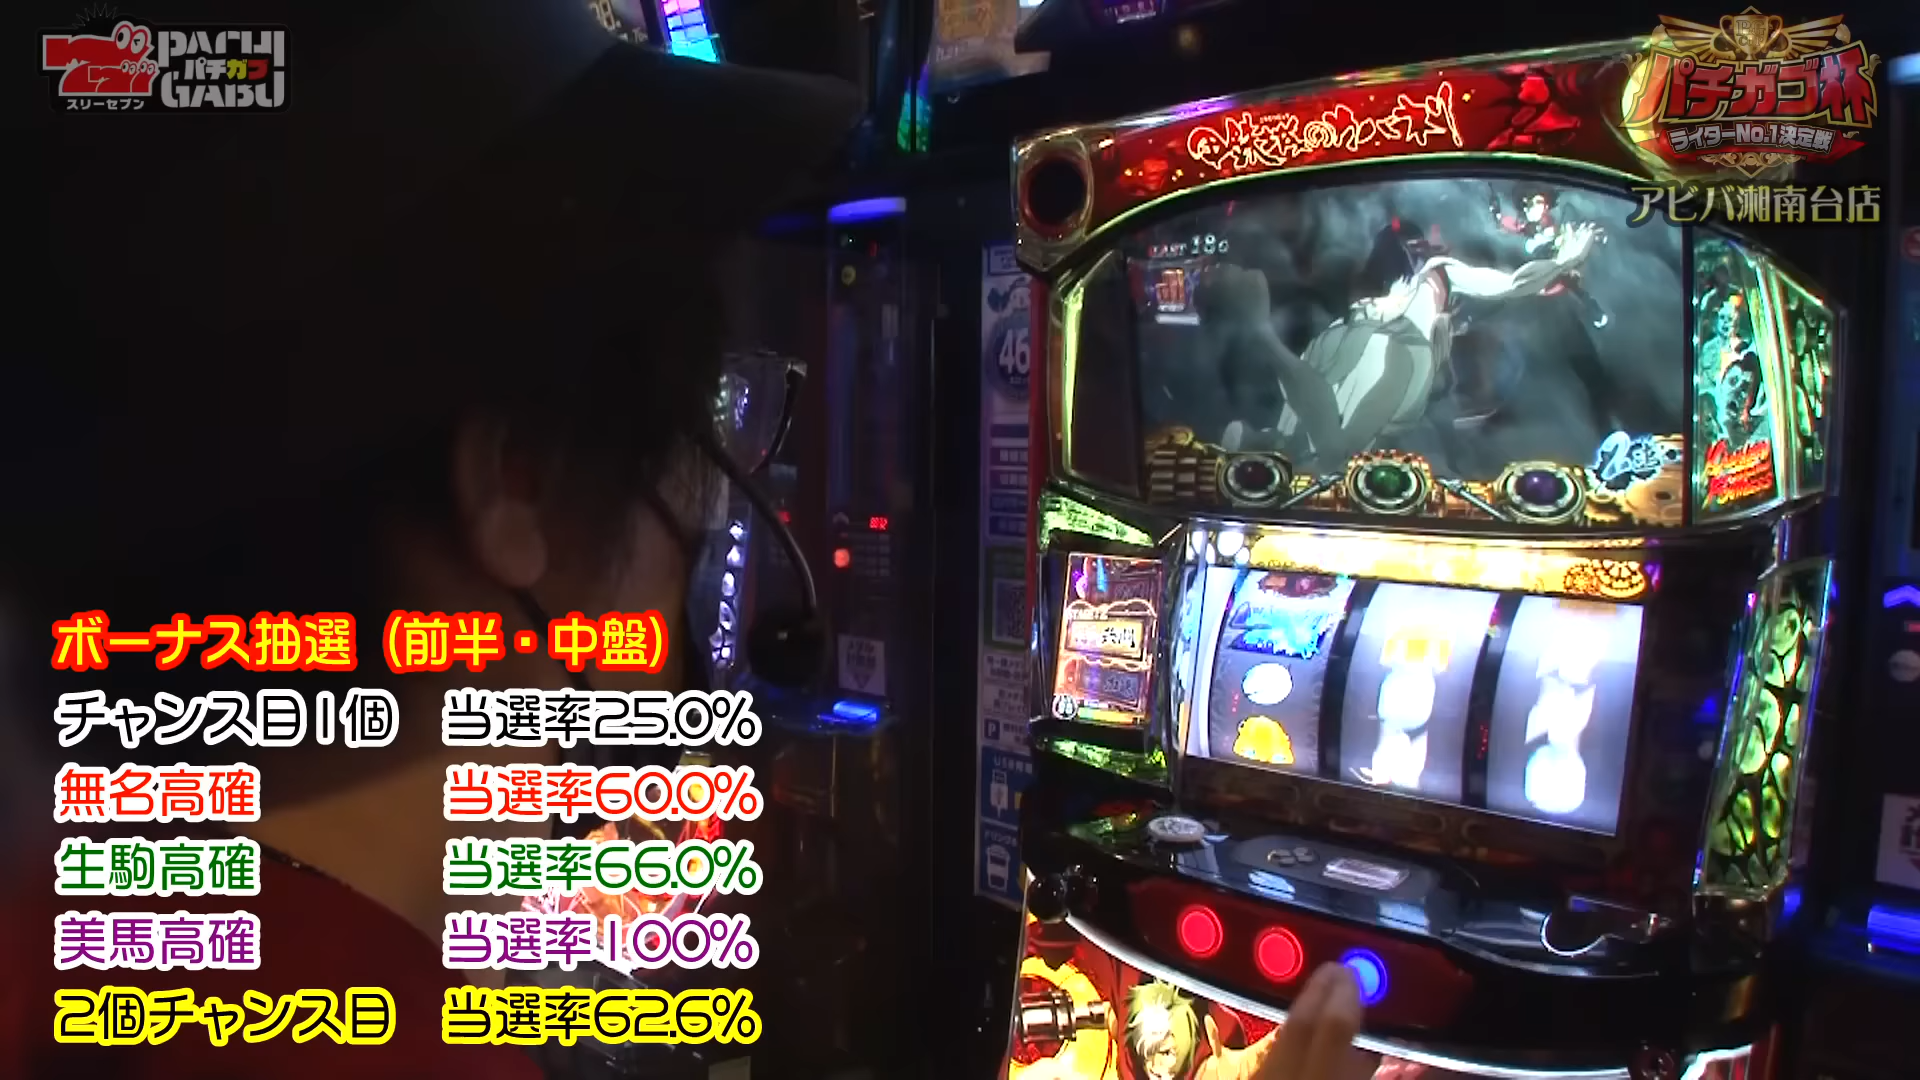 スリーセブン
PACHI
パチガブ
GABU
パチガブ杯
ライターNo.1決定戦
アビバ湘南台店
甲鉄城のカバネリ
46
ボーナス抽選（前半・中盤）
チャンス目1個 当選率25.0%
無名高確 当選率60.0%
生駒高確 当選率66.0%
美馬高確 当選率100%
2個チャンス目 当選率62.6%